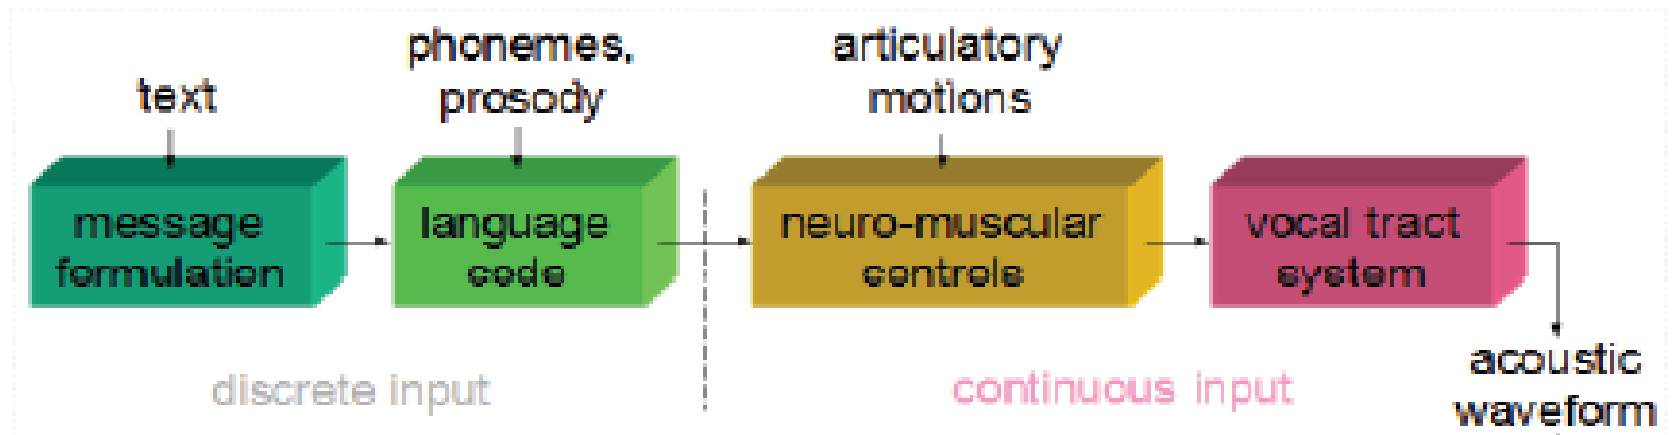 text
phonemes,
prosody
articulatory
motions
message
formulation
language
code
neuro-muscular
controls
vocal tract
system
discrete input
continuous input
acoustic
waveform